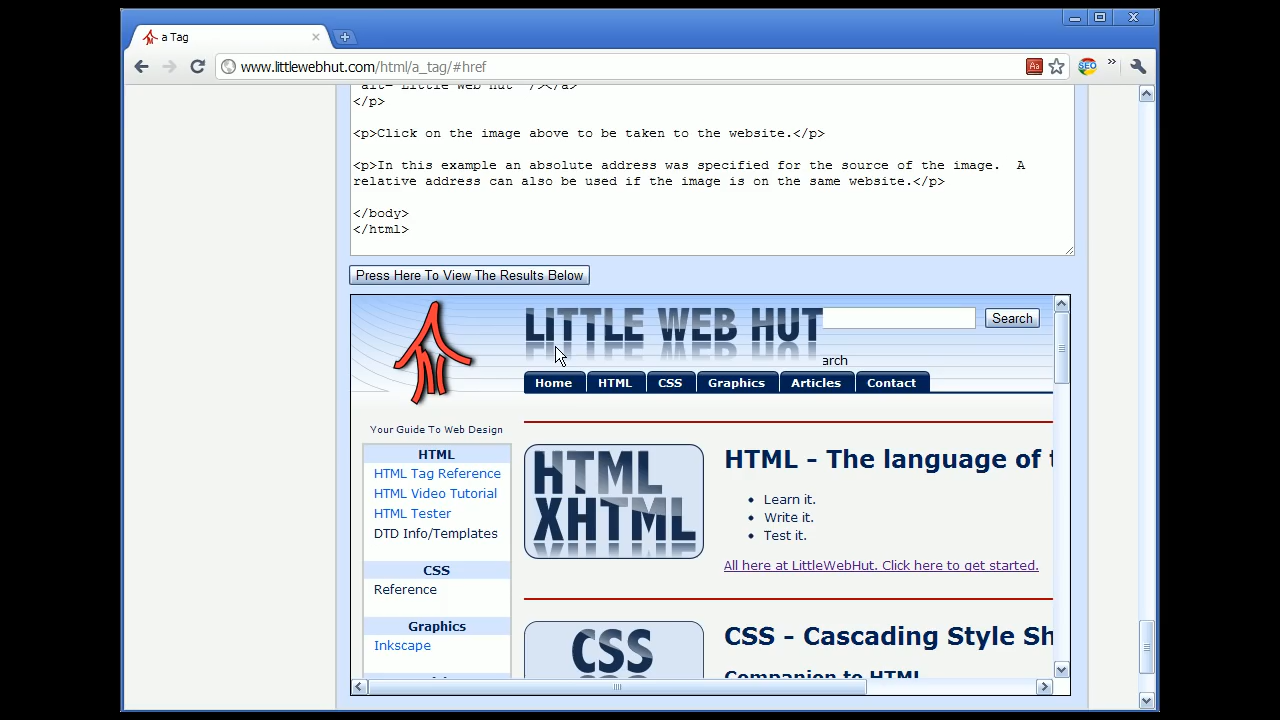 a Tag
www.littlewebhut.com/html/a_tag/#href
SEO
</p>
<p>Click on the image above to be taken to the website.</p>
<p>In this example an absolute address was specified for the source of the image.  A
relative address can also be used if the image is on the same website.</p>
</body>
</html>
Press Here To View The Results Below
LITTLE WEB HUT
Search
arch
Home HTML CSS Graphics Articles Contact
Your Guide To Web Design
HTML
HTML Tag Reference
HTML Video Tutorial
HTML Tester
DTD Info/Templates
CSS
Reference
Graphics
Inkscape
HTML
XHTML
HTML - The language of
• Learn it.
• Write it.
• Test it.
All here at LittleWebHut. Click here to get started.
CSS
CSS - Cascading Style Sh
Companion to HTML